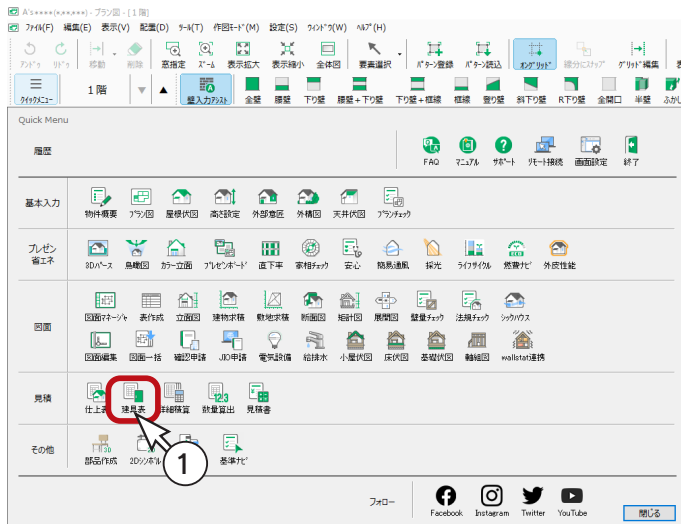 A's****(*,**,***) - プラン図 - [1 階]
ファイル(F) 編集(E) 表示(V) 配置(D) ツール(T) 作図モード(M) 設定(S) ウィンドウ(W) ヘルプ(H)
アンドゥ リドゥ 移動 削除 窓指定 ズーム 表示拡大 表示縮小 全体図 要素選択 パターン登録 パターン読込 オングリッド 線分にスナップ グリッド編集
クイックメニュー 1 階 壁入力アシスト 全壁 腰壁 下り壁 腰壁+下り壁 下り壁+框線 框線 登り壁 斜下り壁 R下り壁 全開口 半壁 ふかし
Quick Menu
履歴 FAQ マニュアル サポート リモート接続 画面設定 終了
基本入力 物件概要 プラン図 屋根伏図 高さ設定 外部意匠 外構図 天井伏図 プランチェック
プレゼン
省エネ 3Dパース 鳥瞰図 カラー立面 プレゼンボード 直下率 家相チェック 安心 簡易通風 採光 ライフサイクル 燃費ナビ 外皮性能
図面 図面マネージャ 表作成 立面図 建物求積 敷地求積 断面図 矩計図 展開図 壁量チェック 法規チェック シックハウス
図面編集 図面一括 確認申請 JIO申請 電気設備 給排水 小屋伏図 床伏図 基礎伏図 軸組図 wallstat連携
見積 仕上表 建具表 詳細積算 数量算出 見積書
その他 部品作成 2Dシンボル 基準ナビ
1
フォロー Facebook Instagram Twitter YouTube 閉じる